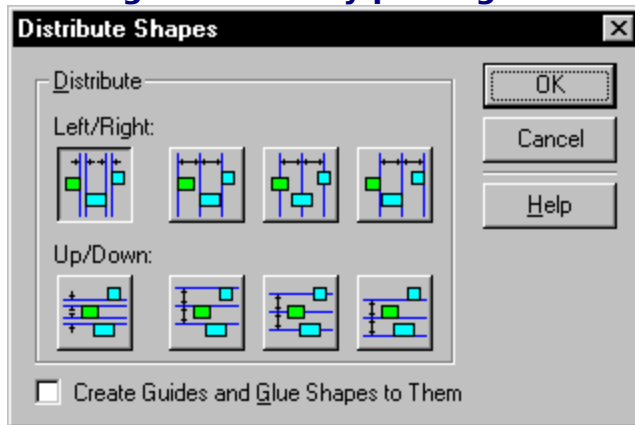 Distribute Shapes
Distribute
Left/Right:
Up/Down:
OK
Cancel
Help
Create Guides and Glue Shapes to Them